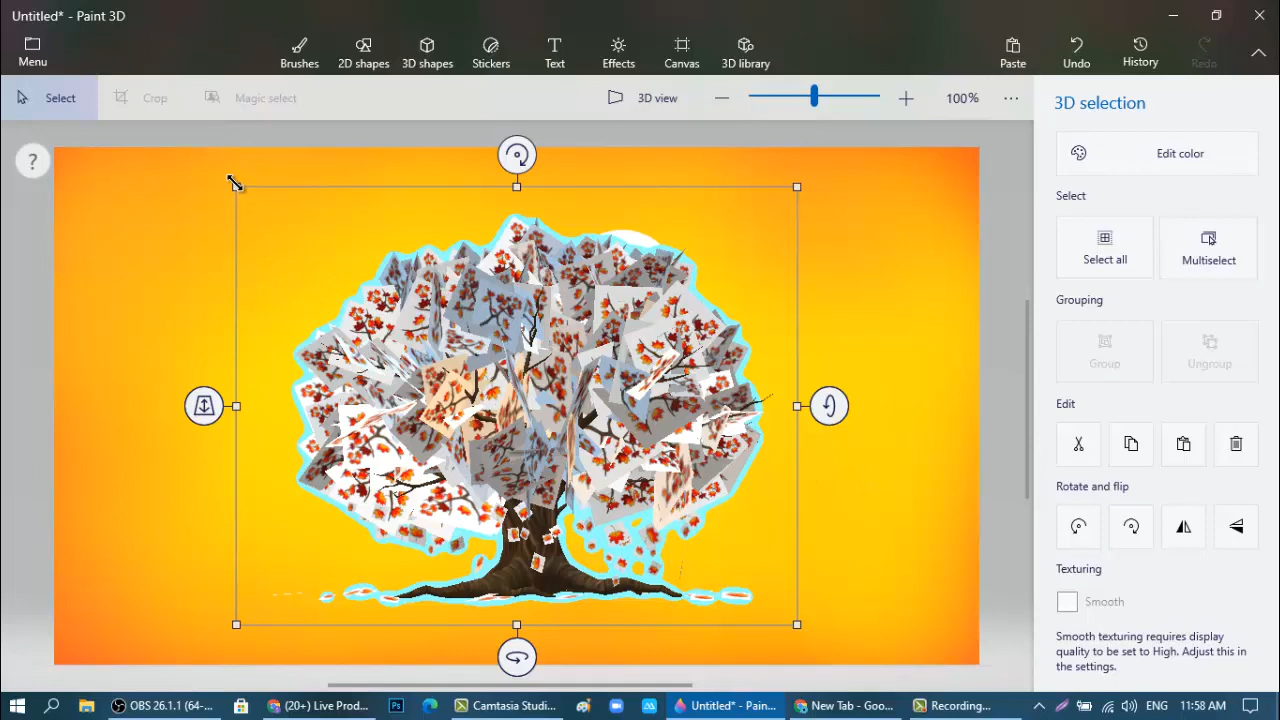 Untitled* - Paint 3D
Menu
Brushes
2D shapes
3D shapes
Stickers
Text
Effects
Canvas
3D library
Paste
Undo
History
Redo
Select
Crop
Magic select
3D view
100%
?
3D selection
Edit color
Select
Select all
Multiselect
Grouping
Group
Ungroup
Edit
Rotate and flip
Texturing
Smooth
Smooth texturing requires display
quality to be set to High. Adjust this in
the settings.
OBS 26.1.1 (64-...
(20+) Live Prod...
Ps
Camtasia Studi...
Untitled* - Pain...
New Tab - Goo...
Recording...
11:58 AM